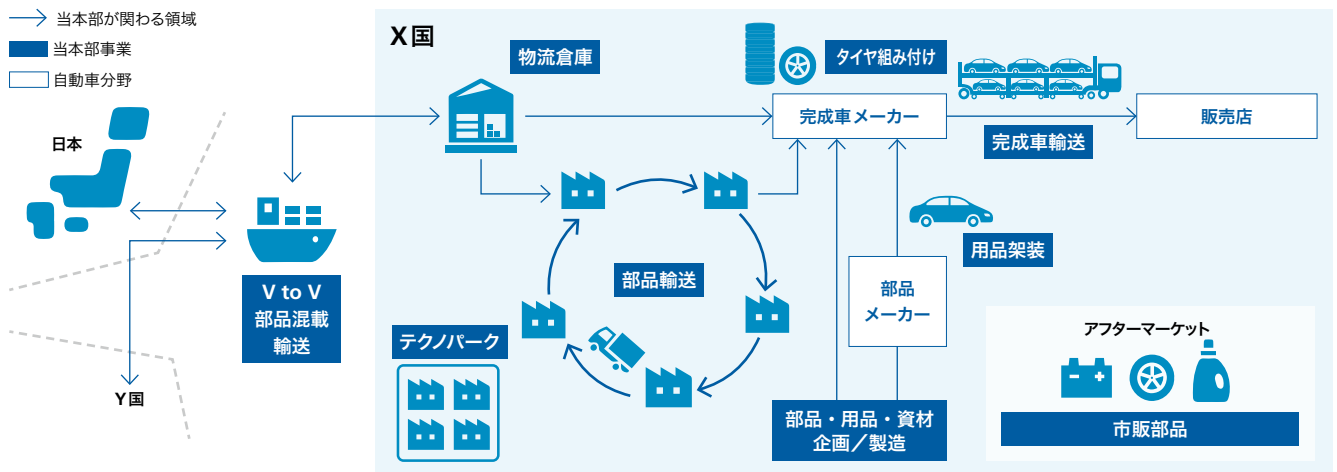 当本部が関わる領域
当本部事業
自動車分野
日本
V to V
部品混載
輸送
Y国
X国
物流倉庫
タイヤ組み付け
完成車メーカー
完成車輸送
販売店
部品輸送
用品架装
部品
メーカー
テクノパーク
部品・用品・資材
企画／製造
アフターマーケット
市販部品